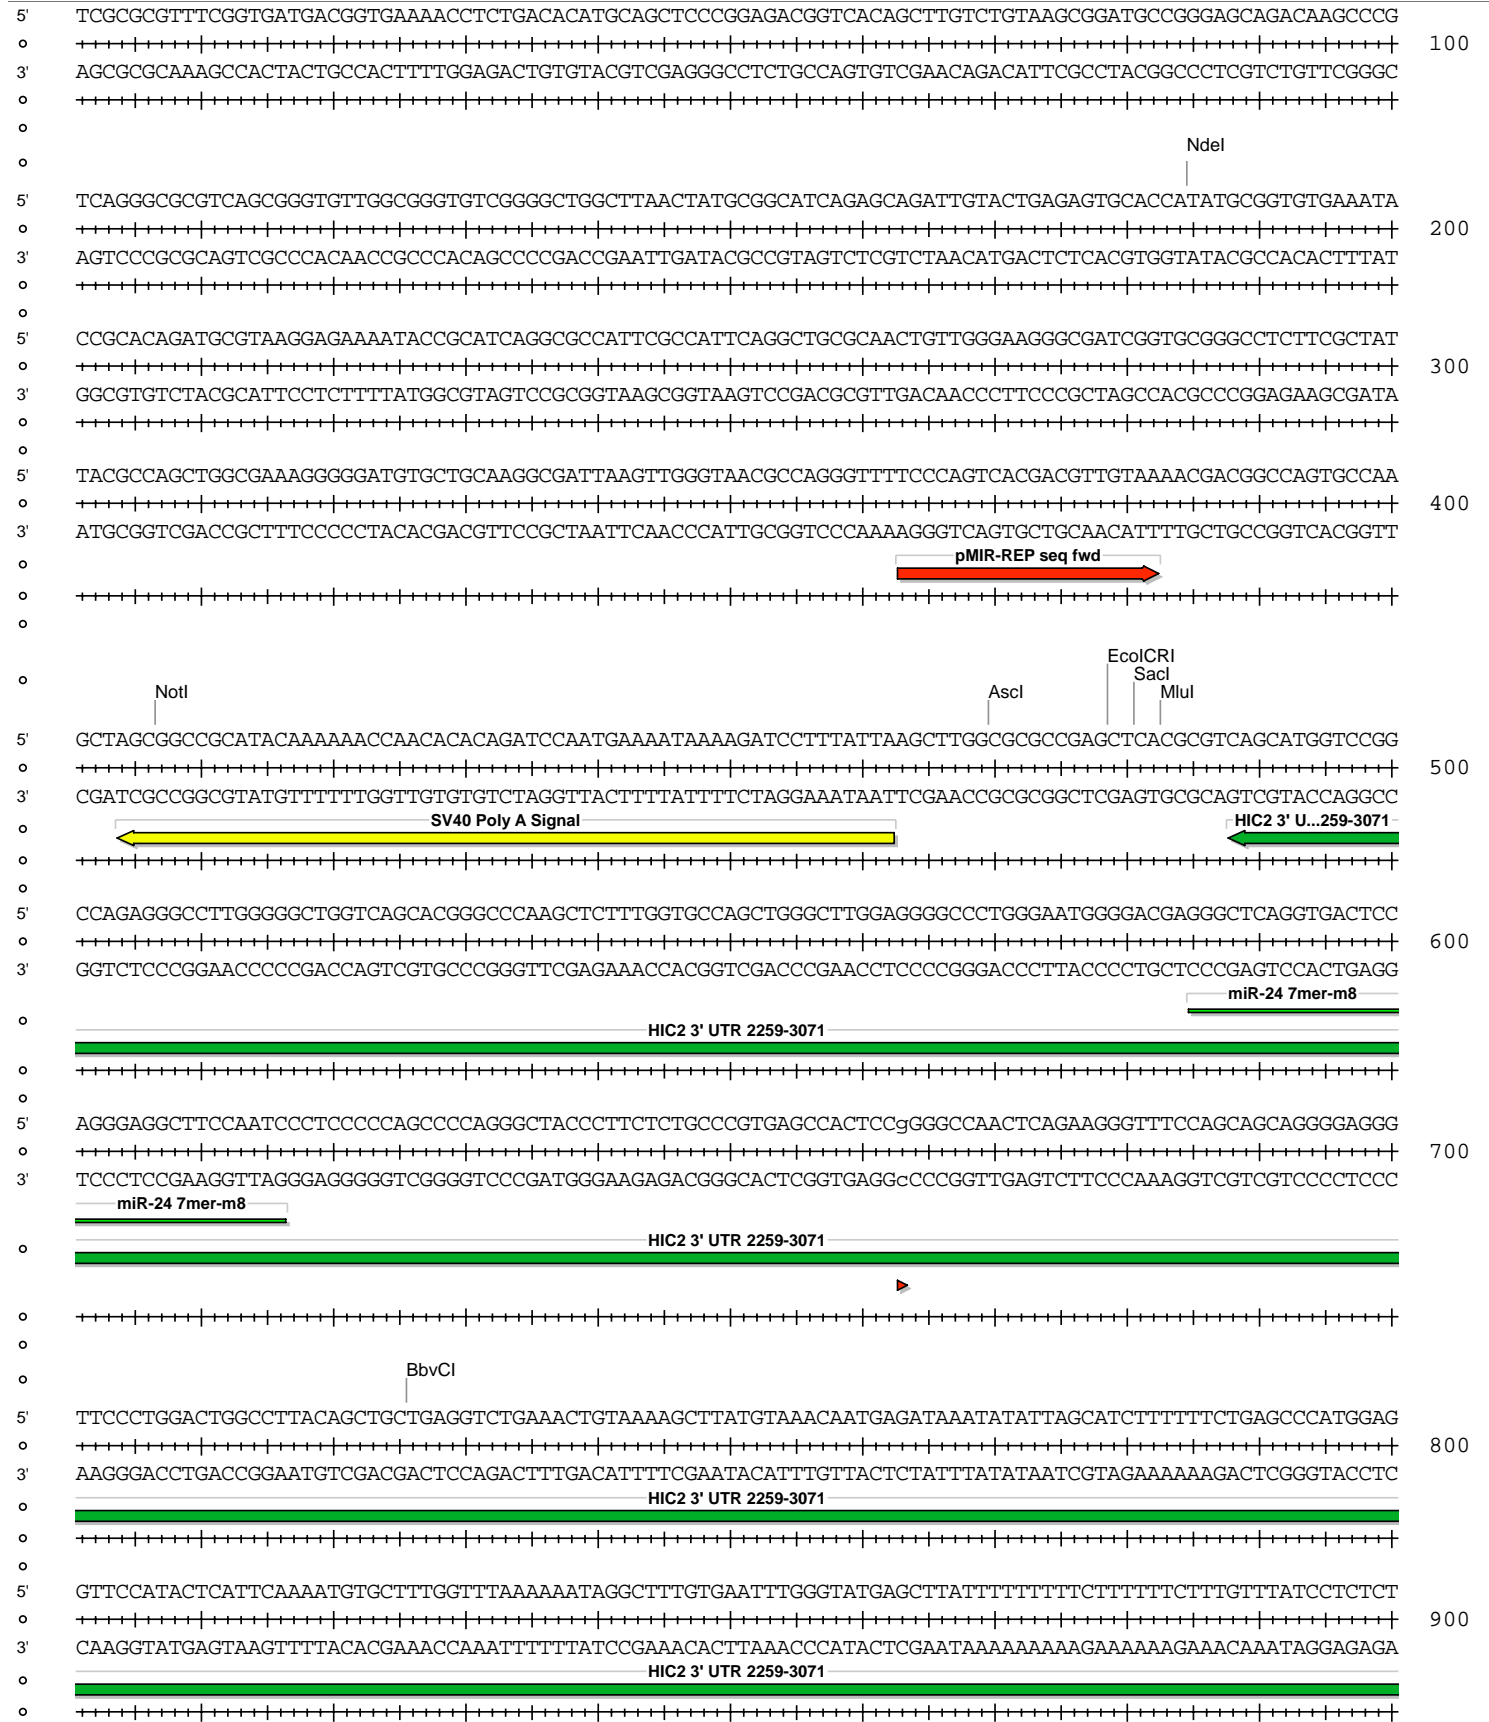 5' TCGCGCGTTTCGGTGATGACGGTGAAAACCTCTGACACATGCAGCTCCCGGAGACGGTCACAGCTTGTCTGTAAGCGGATGCCGGGAGCAGACAAGCCCG
100
3' AGCGCGCAAAGCCACTACTGCCACTTTTGGAGACTGTGTACGTCGAGGGCCTCTGCCAGTGTCGAACAGACATTCGCCTACGGCCCTCGTCTGTTCGGGC
NdeI
5' TCAGGGCGCGTCAGCGGGTGTTGGCGGGTGTCGGGGCTGGCTTAACTATGCGGCATCAGAGCAGATTGTACTGAGAGTGCACCATATGCGGTGTGAAATA
200
3' AGTCCCGCGCAGTCGCCCACAACCGCCCACAGCCCCGACCGAATTGATACGCCGTAGTCTCGTCTAACATGACTCTCACGTGGTATACGCCACACTTTAT
5' CCGCACAGATGCGTAAGGAGAAAATACCGCATCAGGCGCCATTCGCCATTCAGGCTGCGCAACTGTTGGGAAGGGCGATCGGTGCGGGCCTCTTCGCTAT
300
3' GGCGTGTCTACGCATTCCTCTTTTATGGCGTAGTCCGCGGTAAGCGGTAAGTCCGACGCGTTGACAACCCTTCCCGCTAGCCACGCCCGGAGAAGCGATA
5' TACGCCAGCTGGCGAAAGGGGGATGTGCTGCAAGGCGATTAAGTTGGGTAACGCCAGGGTTTTCCCAGTCACGACGTTGTAAAACGACGGCCAGTGCCAA
400
3' ATGCGGTCGACCGCTTTCCCCCTACACGACGTTCCGCTAATTCAACCCATTGCGGTCCCAAAAGGGTCAGTGCTGCAACATTTTGCTGCCGGTCACGGTT
pMIR-REP seq fwd
EcoICRI
SacI
NotI AscI MluI
5' GCTAGCGGCCGCATACAAAAAACCAACACACAGATCCAATGAAAATAAAAGATCCTTTATTAAGCTTGGCGCGCCGAGCTCACGCGTCAGCATGGTCCGG
500
3' CGATCGCCGGCGTATGTTTTTTGGTTGTGTGTCTAGGTTACTTTTATTTTCTAGGAAATAATTCGAACCGCGCGGCTCGAGTGCGCAGTCGTACCAGGCC
SV40 Poly A Signal HIC2 3' U...259-3071
5' CCAGAGGGCCTTGGGGGCTGGTCAGCACGGGCCCAAGCTCTTTGGTGCCAGCTGGGCTTGGAGGGGCCCTGGGAATGGGGACGAGGGCTCAGGTGACTCC
600
3' GGTCTCCCGGAACCCCCGACCAGTCGTGCCCGGGTTCGAGAAACCACGGTCGACCCGAACCTCCCCGGGACCCTTACCCCTGCTCCCGAGTCCACTGAGG
miR-24 7mer-m8
HIC2 3' UTR 2259-3071
5' AGGGAGGCTTCCAATCCCTCCCCCAGCCCCAGGGCTACCCTTCTCTGCCCGTGAGCCACTCCgGGGCCAACTCAGAAGGGTTTCCAGCAGCAGGGGAGGG
700
3' TCCCTCCGAAGGTTAGGGAGGGGGTCGGGGTCCCGATGGGAAGAGACGGGCACTCGGTGAGGcCCCGGTTGAGTCTTCCCAAAGGTCGTCGTCCCCTCCC
miR-24 7mer-m8
HIC2 3' UTR 2259-3071
BbvCI
5' TTCCCTGGACTGGCCTTACAGCTGCTGAGGTCTGAAACTGTAAAAGCTTATGTAAACAATGAGATAAATATATTAGCATCTTTTTTCTGAGCCCATGGAG
800
3' AAGGGACCTGACCGGAATGTCGACGACTCCAGACTTTGACATTTTCGAATACATTTGTTACTCTATTTATATAATCGTAGAAAAAAGACTCGGGTACCTC
HIC2 3' UTR 2259-3071
5' GTTCCATACTCATTCAAAATGTGCTTTGGTTTAAAAAATAGGCTTTGTGAATTTGGGTATGAGCTTATTTTTTTTTCTTTTTTCTTTGTTTATCCTCTCT
900
3' CAAGGTATGAGTAAGTTTTACACGAAACCAAATTTTTTATCCGAAACACTTAAACCCATACTCGAATAAAAAAAAAGAAAAAAGAAACAAATAGGAGAGA
HIC2 3' UTR 2259-3071